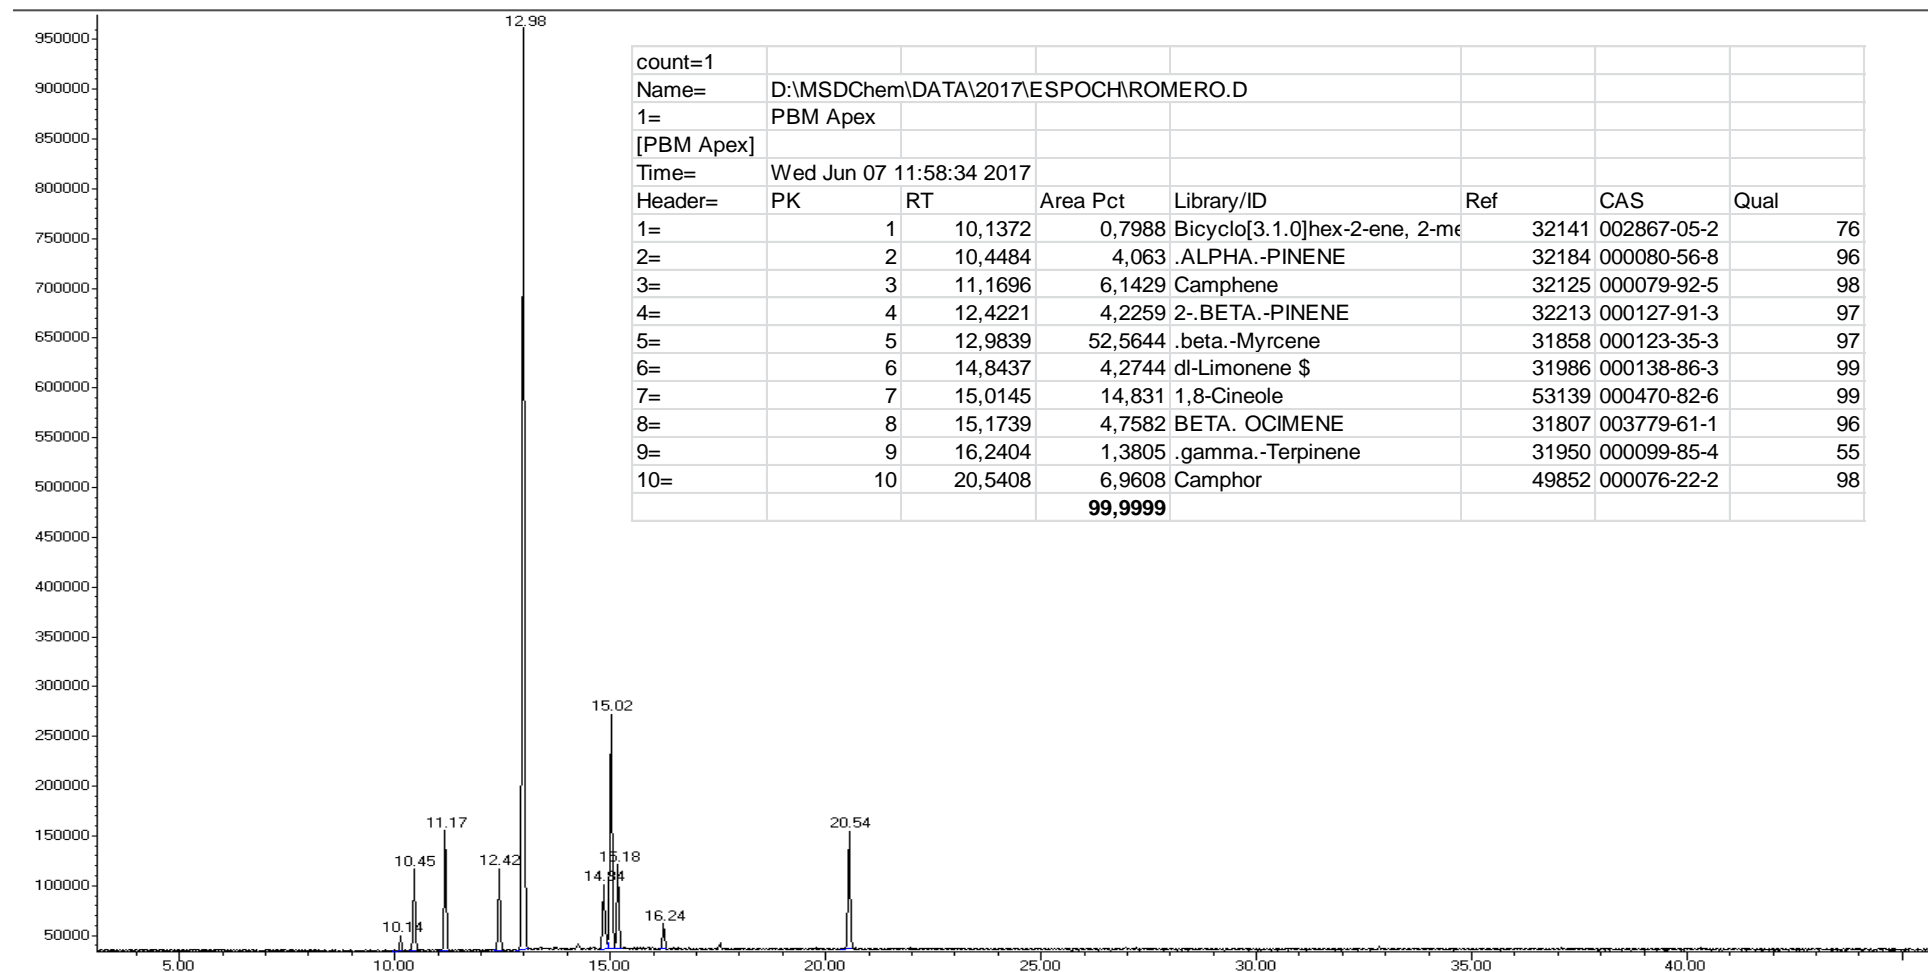 12.98
950000
900000
850000
800000
750000
700000
650000
600000
550000
500000
450000
400000
350000
300000
250000
200000
150000
100000
50000
count=1
Name= D:\MSDChem\DATA\2017\ESPOCH\ROMERO.D
1= PBM Apex
[PBM Apex]
Time= Wed Jun 07 11:58:34 2017
Header= PK RT Area Pct Library/ID Ref CAS Qual
1= 1 10,1372 0,7988 Bicyclo[3.1.0]hex-2-ene, 2-me 32141 002867-05-2 76
2= 2 10,4484 4,063 .ALPHA.-PINENE 32184 000080-56-8 96
3= 3 11,1696 6,1429 Camphene 32125 000079-92-5 98
4= 4 12,4221 4,2259 2-.BETA.-PINENE 32213 000127-91-3 97
5= 5 12,9839 52,5644 .beta.-Myrcene 31858 000123-35-3 97
6= 6 14,8437 4,2744 dl-Limonene $ 31986 000138-86-3 99
7= 7 15,0145 14,831 1,8-Cineole 53139 000470-82-6 99
8= 8 15,1739 4,7582 BETA. OCIMENE 31807 003779-61-1 96
9= 9 16,2404 1,3805 .gamma.-Terpinene 31950 000099-85-4 55
10= 10 20,5408 6,9608 Camphor 49852 000076-22-2 98
99,9999
15.02
11.17
20.54
10.45
12.42
15.18
14.84
16.24
10.14
5.00 10.00 15.00 20.00 25.00 30.00 35.00 40.00